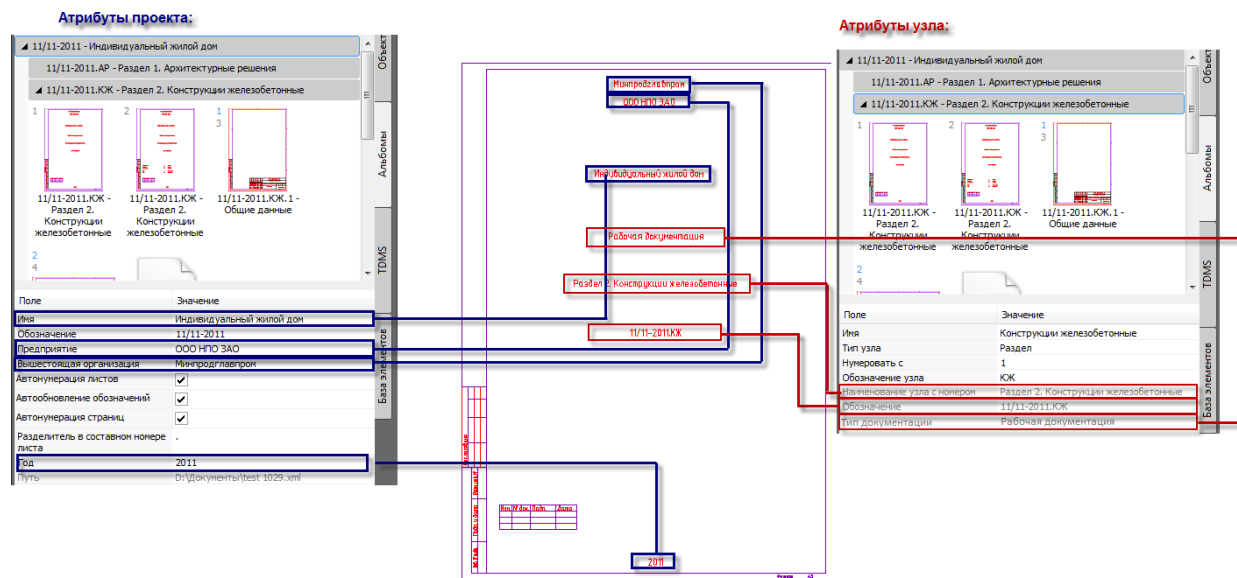 Атрибуты проекта:
11/11-2011 - Индивидуальный жилой дом
11/11-2011.АР - Раздел 1. Архитектурные решения
11/11-2011.КЖ - Раздел 2. Конструкции железобетонные
1
2
1
3
11/11-2011.КЖ -
Раздел 2.
Конструкции
железобетонные
11/11-2011.КЖ -
Раздел 2.
Конструкции
железобетонные
11/11-2011.КЖ.1 -
Общие данные
2
4
Объект
Альбомы
TDMS
База элементов
Поле Значение
Имя Индивидуальный жилой дом
Обозначение 11/11-2011
Предприятие ООО НПО ЗАО
Вышестоящая организация Минпродглавпром
Автонумерация листов
Автообновление обозначений
Автонумерация страниц
Разделитель в составном номере
листа .
Год 2011
Путь D:\Документы\test 1029.xml
Минпродглавпром
ООО НПО ЗАО
Индивидуальный жилой дом
Рабочая документация
Раздел 2. Конструкции железобетонные
11/11-2011.КЖ
2011
Атрибуты узла:
11/11-2011 - Индивидуальный жилой дом
11/11-2011.АР - Раздел 1. Архитектурные решения
11/11-2011.КЖ - Раздел 2. Конструкции железобетонные
1
2
1
3
11/11-2011.КЖ -
Раздел 2.
Конструкции
железобетонные
11/11-2011.КЖ -
Раздел 2.
Конструкции
железобетонные
11/11-2011.КЖ.1 -
Общие данные
2
4
Объект
Альбомы
TDMS
База элементов
Поле Значение
Имя Конструкции железобетонные
Тип узла Раздел
Нумеровать с 1
Обозначение узла КЖ
Наименование узла с номером Раздел 2. Конструкции железобетонные
Обозначение 11/11-2011.КЖ
Тип документации Рабочая документация